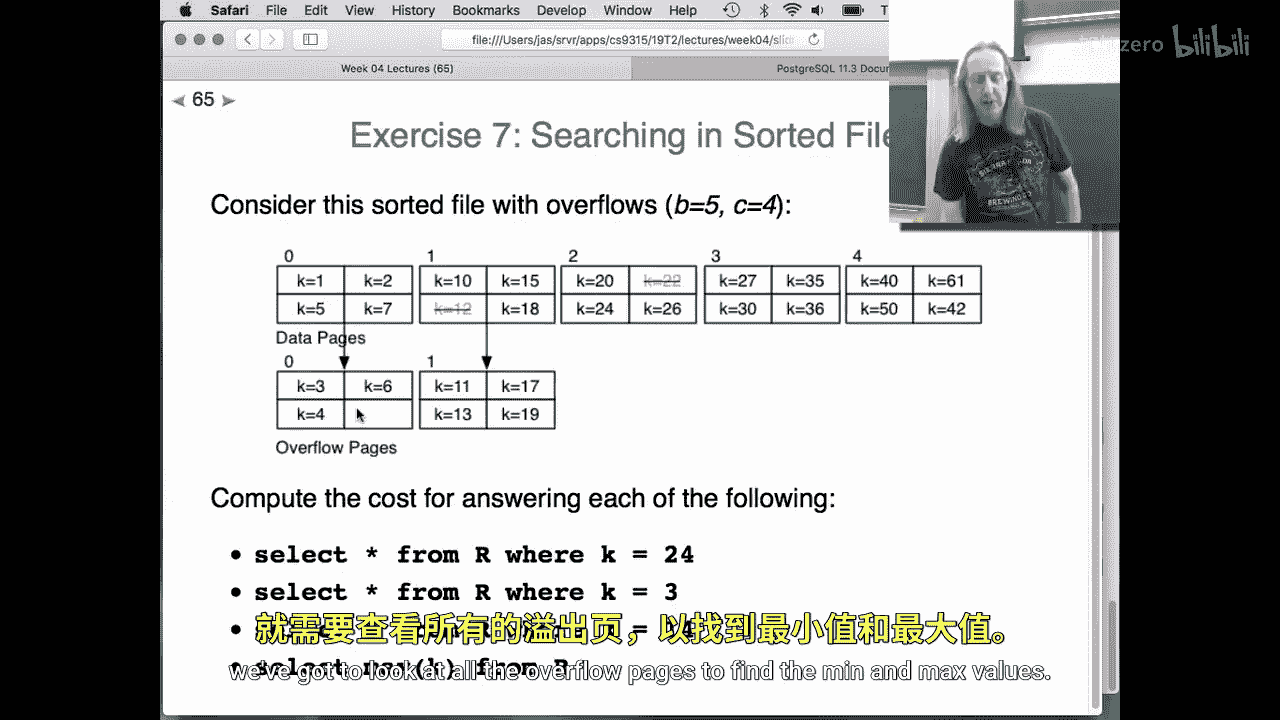 Safari File Edit View History Bookmarks Develop Window Help
file:///Users/jas/srvr/apps/cs9315/19T2/lectures/week04/slid
Week 04 Lectures (65)
PostgreSQL 11.3 Docum
zero bilibili
65
Exercise 7: Searching in Sorted File
Consider this sorted file with overflows (b=5, c=4):
0 1 2 3 4
k=1 k=2 k=10 k=15 k=20 k=22 k=27 k=35 k=40 k=61
k=5 k=7 k=12 k=18 k=24 k=26 k=30 k=36 k=50 k=42
Data Pages
0 1
k=3 k=6 k=11 k=17
k=4 k=13 k=19
Overflow Pages
Compute the cost for answering each of the following:
• select * from R where k = 24
• select * from R where k = 3
就需要查看所有的溢出页，以找到最小值和最大值。
we've got to look at all the overflow pages to find the min and max values.
BREWINGS